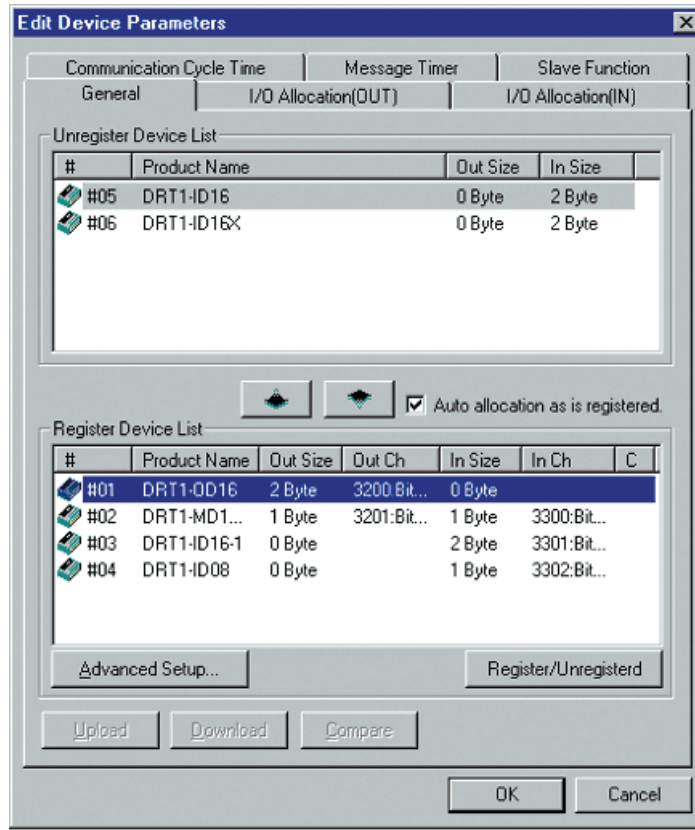 Edit Device Parameters
Communication Cycle Time Message Timer Slave Function
General I/O Allocation(OUT) I/O Allocation(IN)
Unregister Device List
# Product Name Out Size In Size
#05 DRT1-ID16 0 Byte 2 Byte
#06 DRT1-ID16X 0 Byte 2 Byte
Auto allocation as is registered.
Register Device List
# Product Name Out Size Out Ch In Size In Ch C
#01 DRT1-OD16 2 Byte 3200:Bit... 0 Byte
#02 DRT1-MD1... 1 Byte 3201:Bit... 1 Byte 3300:Bit...
#03 DRT1-ID16-1 0 Byte 2 Byte 3301:Bit...
#04 DRT1-ID08 0 Byte 1 Byte 3302:Bit...
Advanced Setup... Register/Unregisterd
Upload Download Compare
OK Cancel